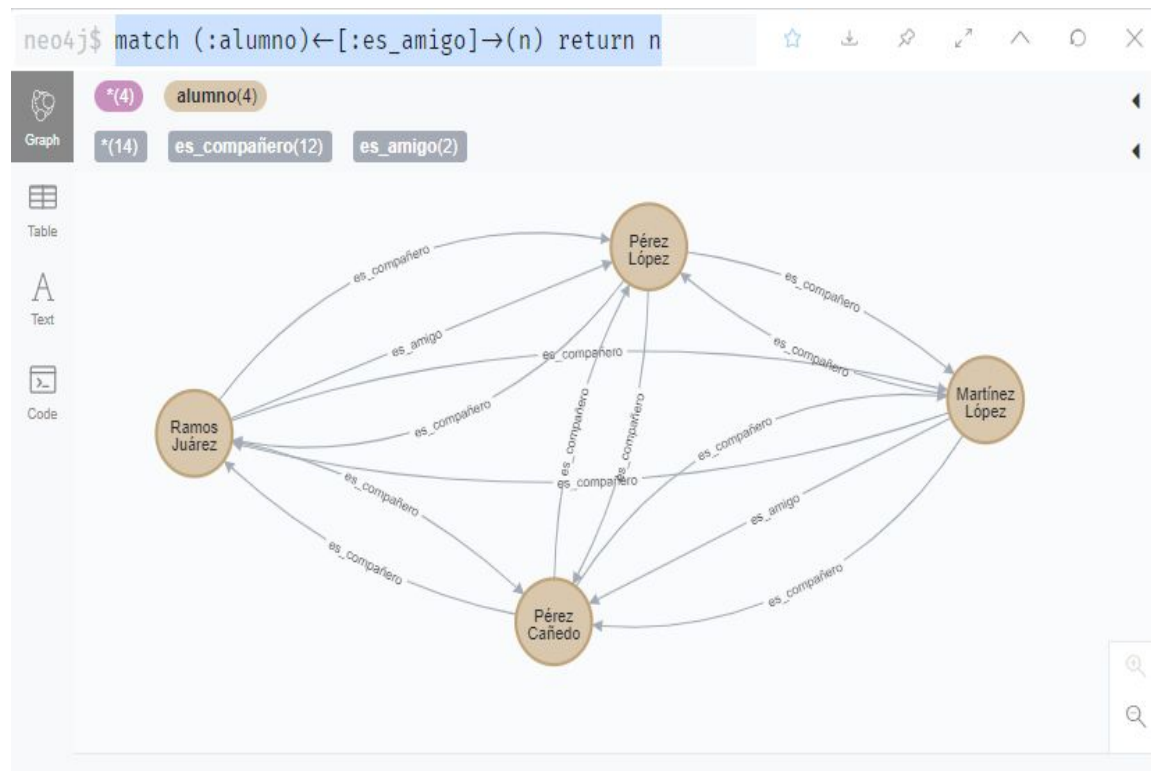 neo4j$ match (:alumno)←[:es_amigo]→(n) return n
*(4) alumno(4)
Graph
*(14) es_compañero(12) es_amigo(2)
Table
Text
Code
Pérez
López
es_compañero
es_compañero
es_amigo
es_compañero
es_compañero
Martínez
López
es_compañero
es_compañero
es_compañero
Ramos
Juárez
es_compañero
es_compañero
es_compañero
es_amigo
es_compañero
es_compañero
Pérez
Cañedo